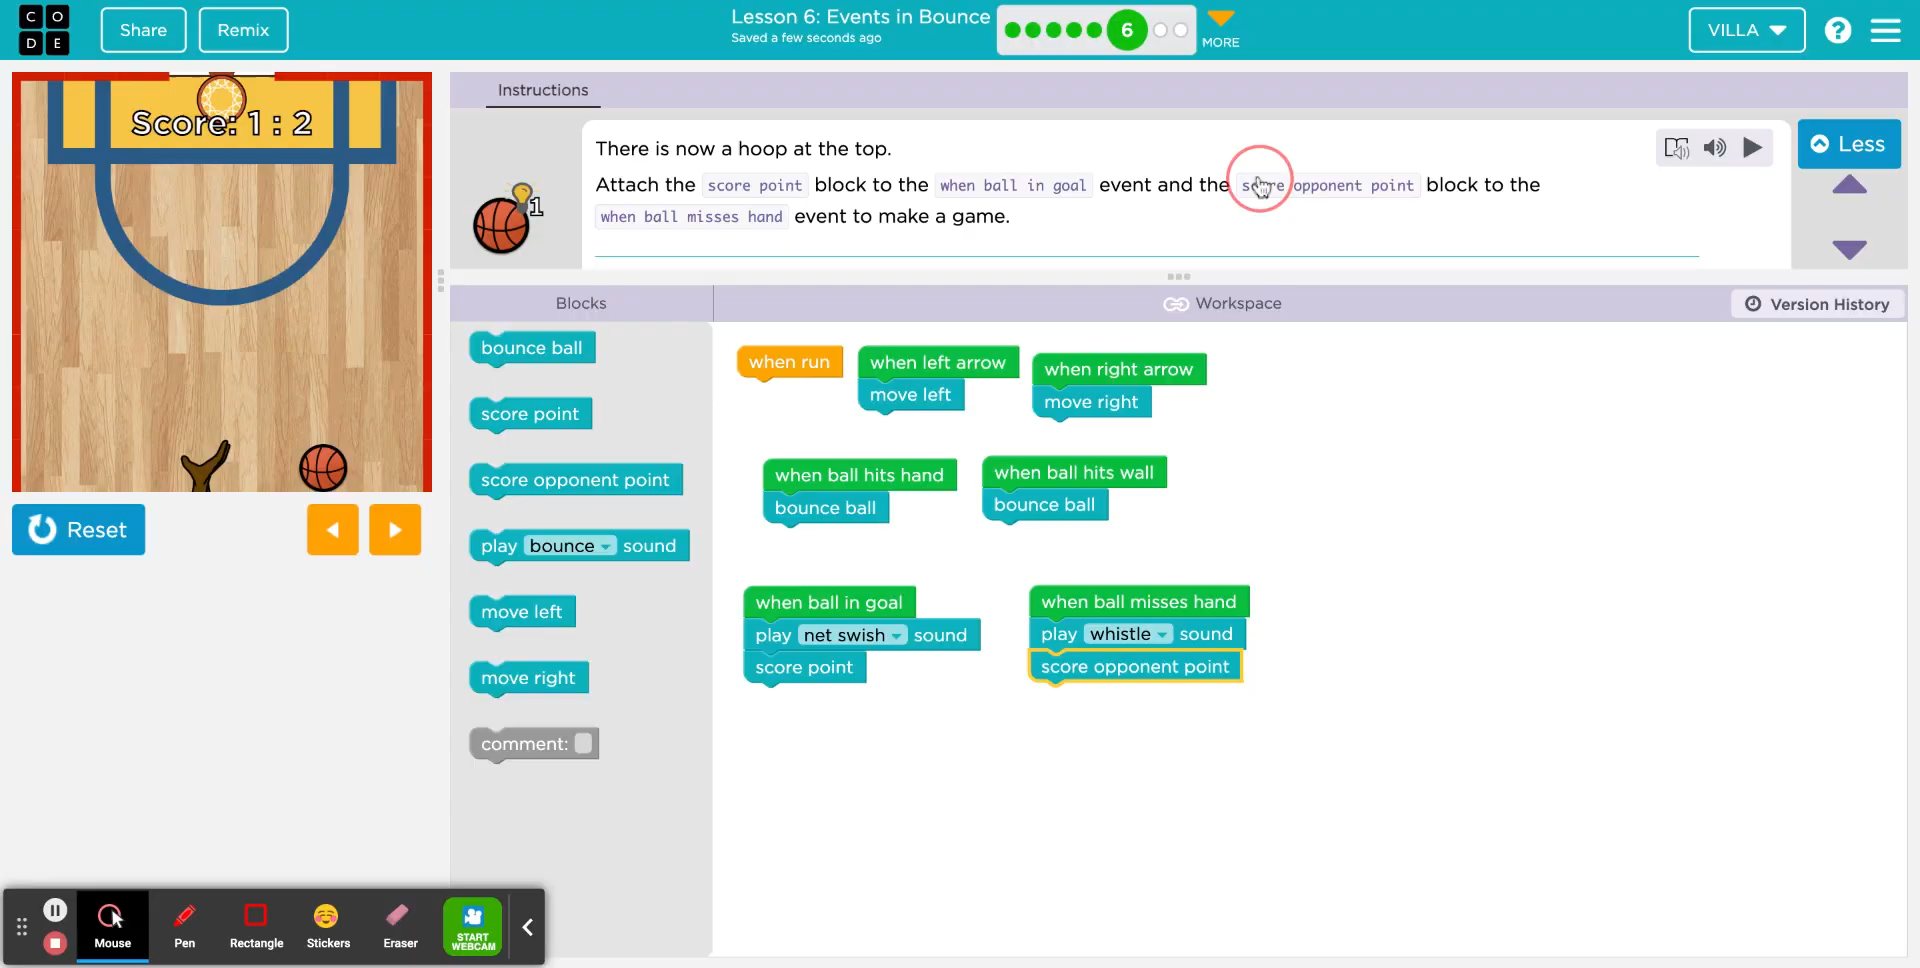 C O
D E
Share
Remix
Lesson 6: Events in Bounce
Saved a few seconds ago
6
MORE
VILLA
?
Score: 1 : 2
Reset
Instructions
1
There is now a hoop at the top.
Attach the score point block to the when ball in goal event and the score opponent point block to the
when ball misses hand event to make a game.
Less
Blocks
Workspace
Version History
bounce ball
score point
score opponent point
play bounce sound
move left
move right
comment:
when run
when left arrow
move left
when right arrow
move right
when ball hits hand
bounce ball
when ball hits wall
bounce ball
when ball in goal
play net swish sound
score point
when ball misses hand
play whistle sound
score opponent point
Mouse
Pen
Rectangle
Stickers
Eraser
START
WEBCAM